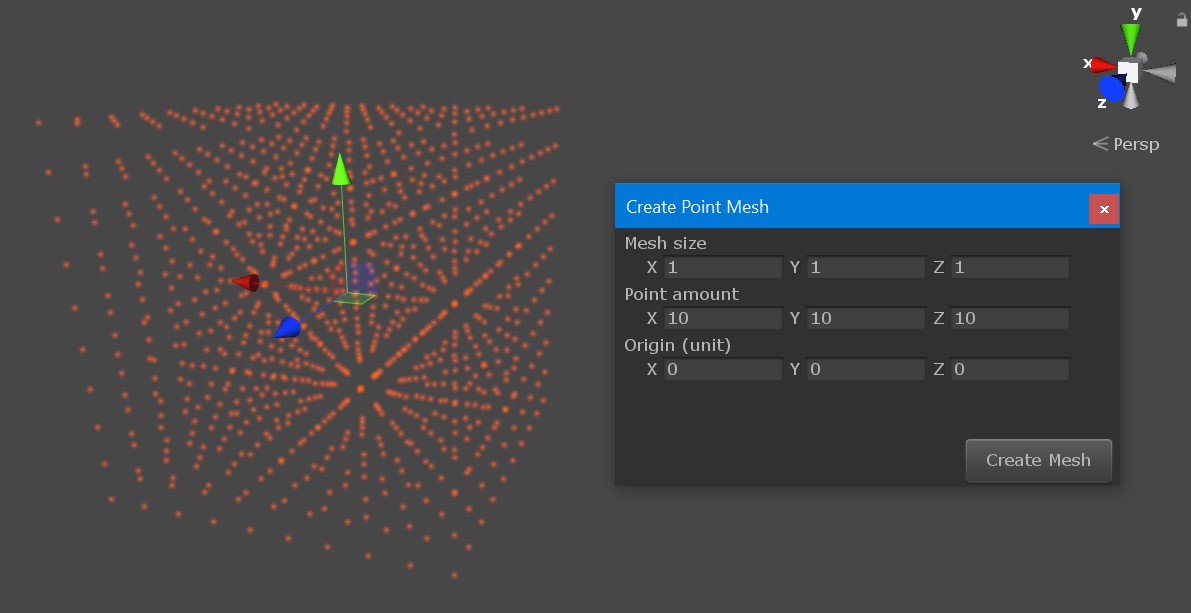 y
x
z
Persp
Create Point Mesh
x
Mesh size
X 1 Y 1 Z 1
Point amount
X 10 Y 10 Z 10
Origin (unit)
X 0 Y 0 Z 0
Create Mesh